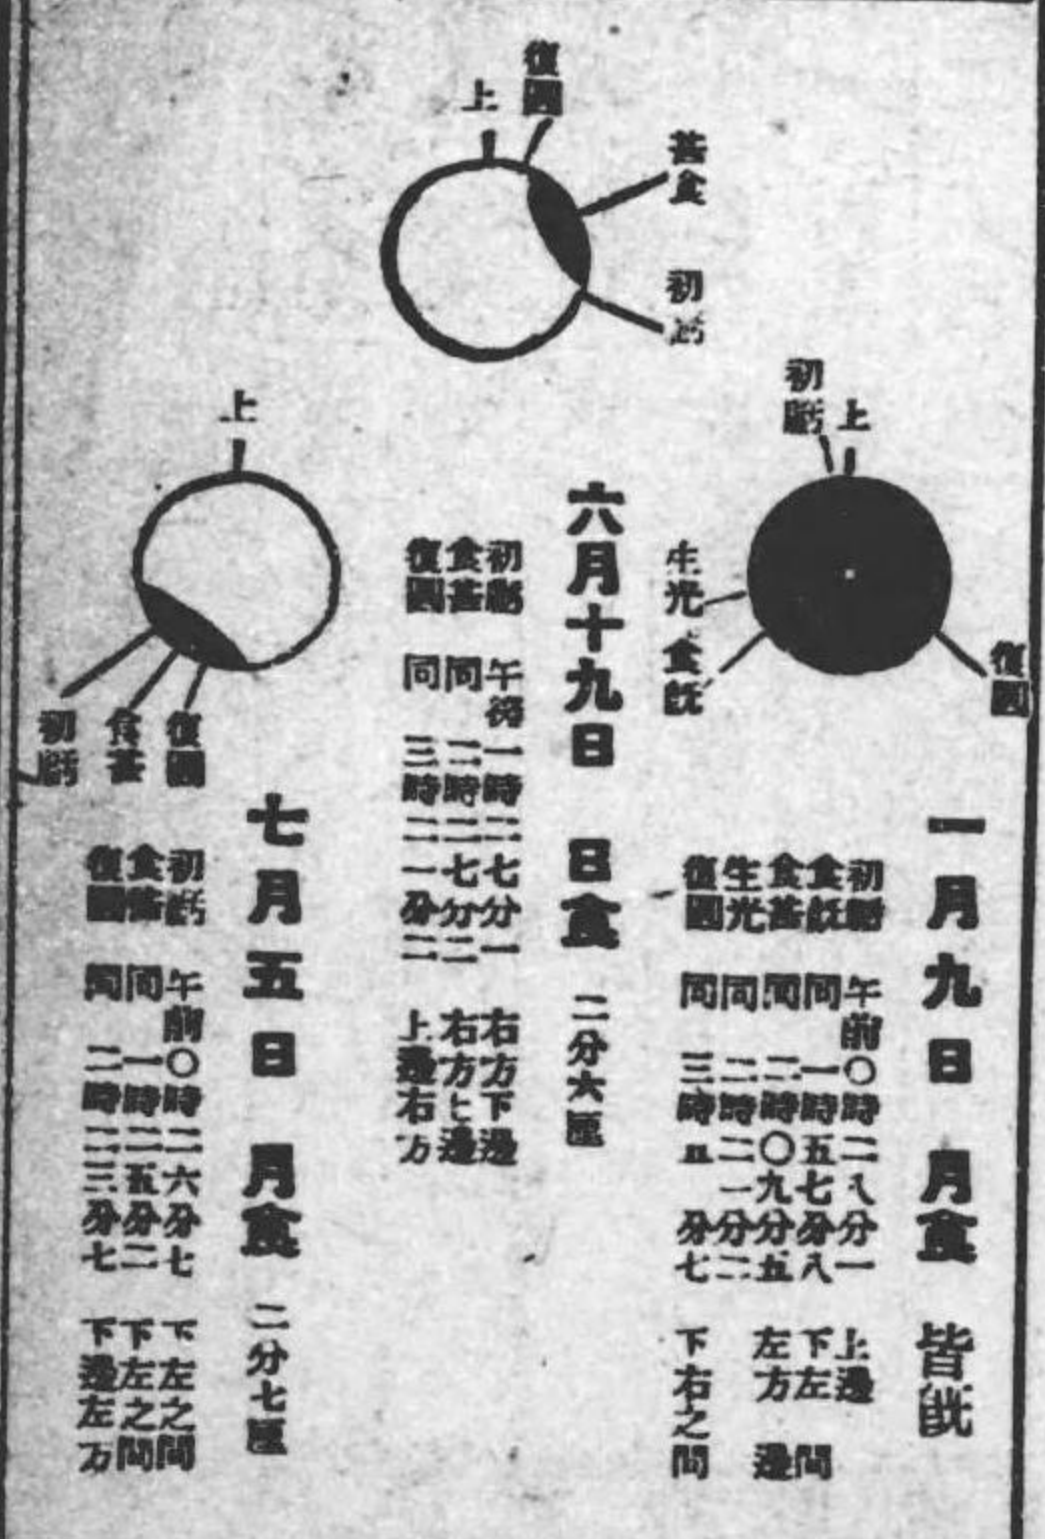 初虧
上
生光
食旣
復圓
一月九日 月食 皆旣
初虧 午前〇時二八分一 上邊
食旣 同 一時五七分八 下左間
食甚 同 二時〇九分五 左方邊
生光 同 二時二一分二
復圓 同 三時五一分七 下右之間
上
復圓
甚食
初虧
六月十九日 日食 二分六厘
初虧 午後一時二七分一 右方下邊
食甚 同 二時二七分二 右方上邊
復圓 同 三時二一分二 上邊右方
上
初虧
食甚
復圓
七月五日 月食 二分七厘
初虧 午前〇時二六分七 下左之間
食甚 同 一時二五分二 下左之間
復圓 同 二時二三分七 下邊左方